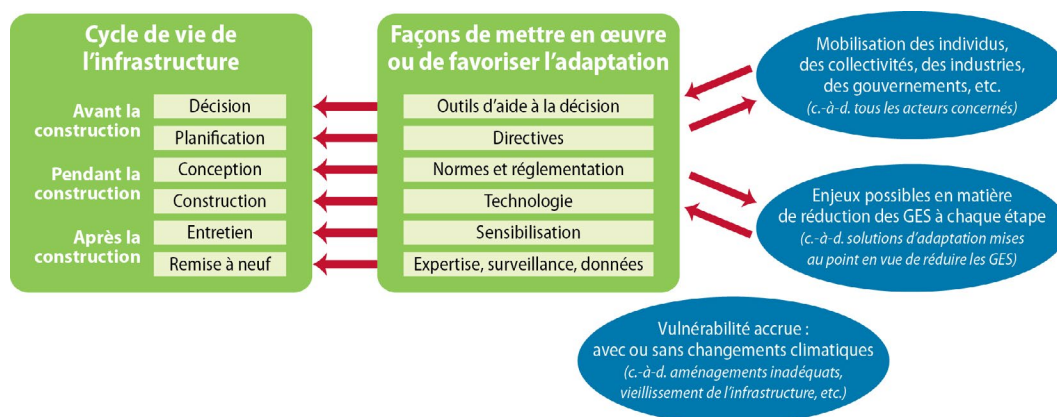 Cycle de vie de
l'infrastructure
Avant la
construction
Décision
Planification
Pendant la
construction
Conception
Construction
Après la
construction
Entretien
Remise à neuf
Façons de mettre en œuvre
ou de favoriser l'adaptation
Outils d'aide à la décision
Directives
Normes et réglementation
Technologie
Sensibilisation
Expertise, surveillance, données
Mobilisation des individus,
des collectivités, des industries,
des gouvernements, etc.
(c.-à-d. tous les acteurs concernés)
Enjeux possibles en matière
de réduction des GES à chaque étape
(c.-à-d. solutions d'adaptation mises
au point en vue de réduire les GES)
Vulnérabilité accrue :
avec ou sans changements climatiques
(c.-à-d. aménagements inadéquats,
vieillissement de l'infrastructure, etc.)